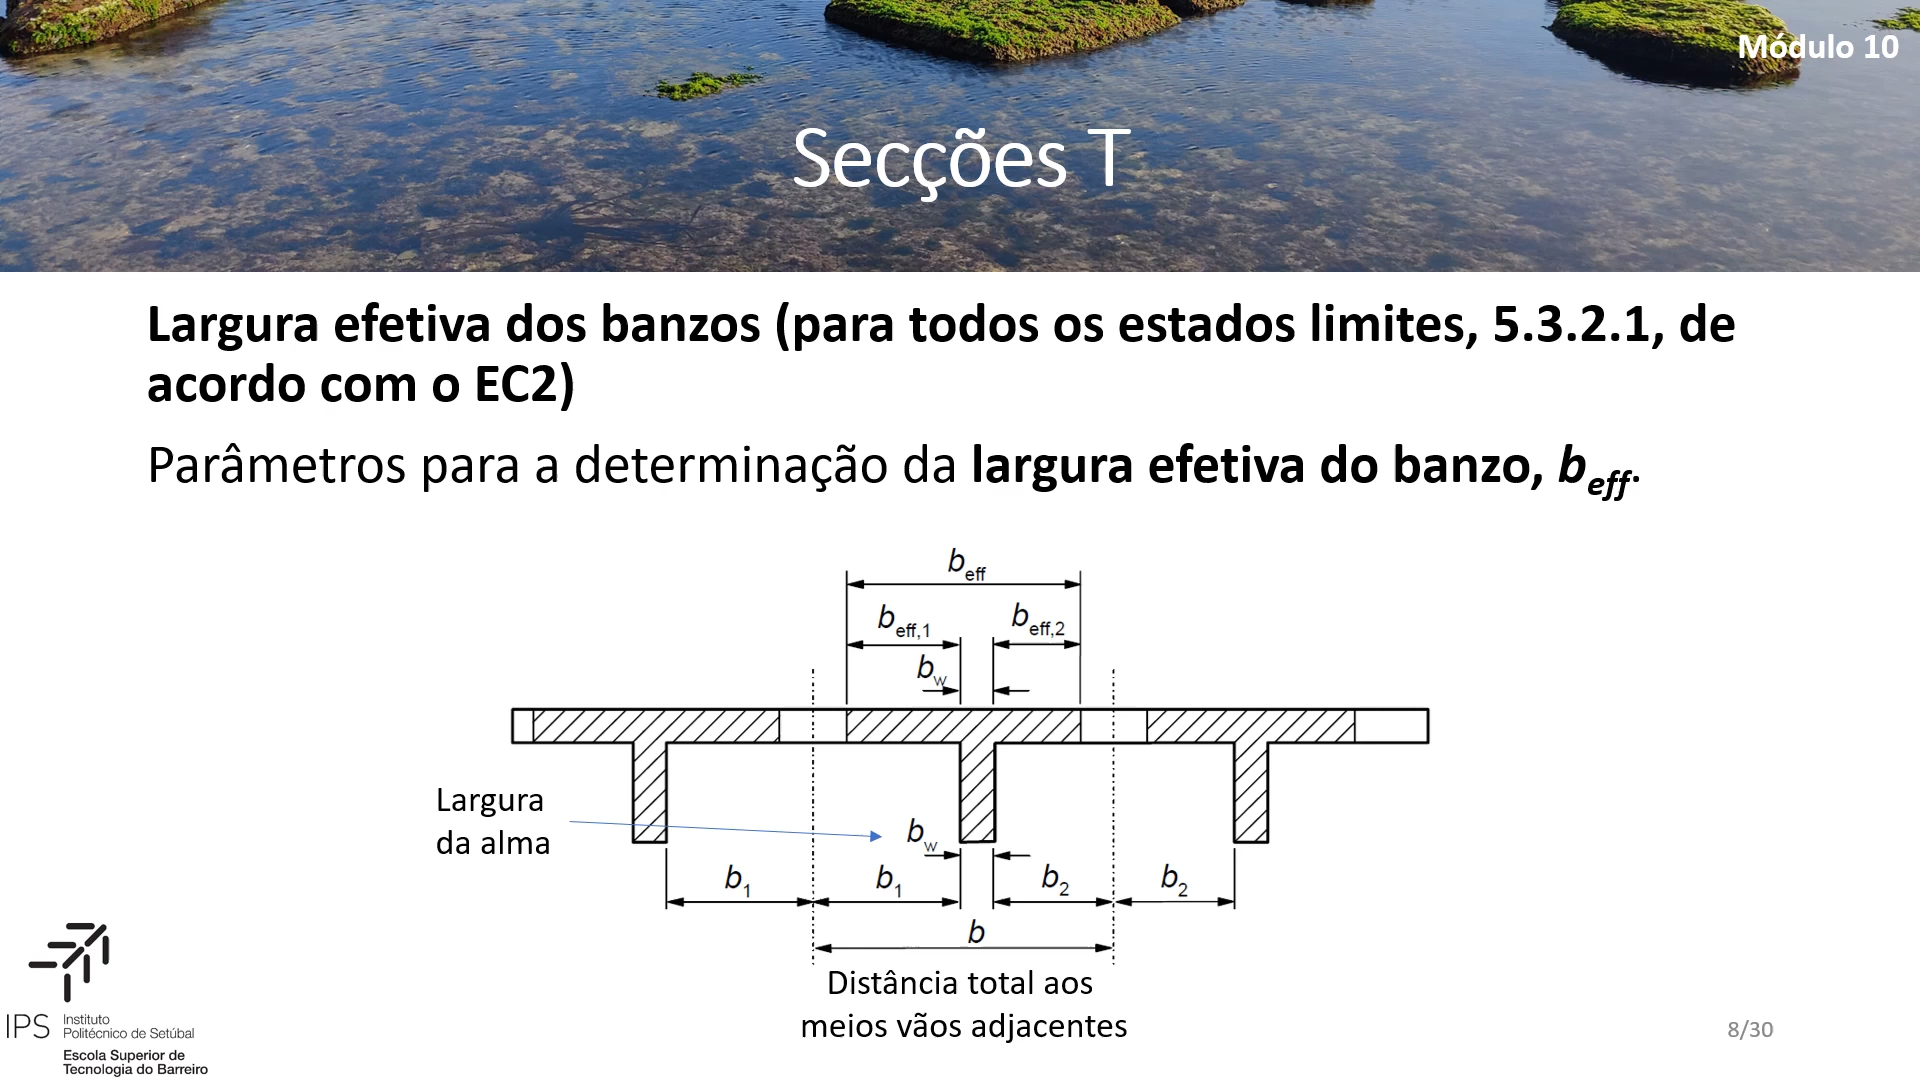 Módulo 10
Secções T
Largura efetiva dos banzos (para todos os estados limites, 5.3.2.1, de
acordo com o EC2)
Parâmetros para a determinação da largura efetiva do banzo, beff.
beff
beff,1
beff,2
bw
Largura
da alma
bw
b1
b1
b2
b2
b
Distância total aos
meios vãos adjacentes
IPS Instituto
Politécnico de Setúbal
Escola Superior de
Tecnologia do Barreiro
8/30